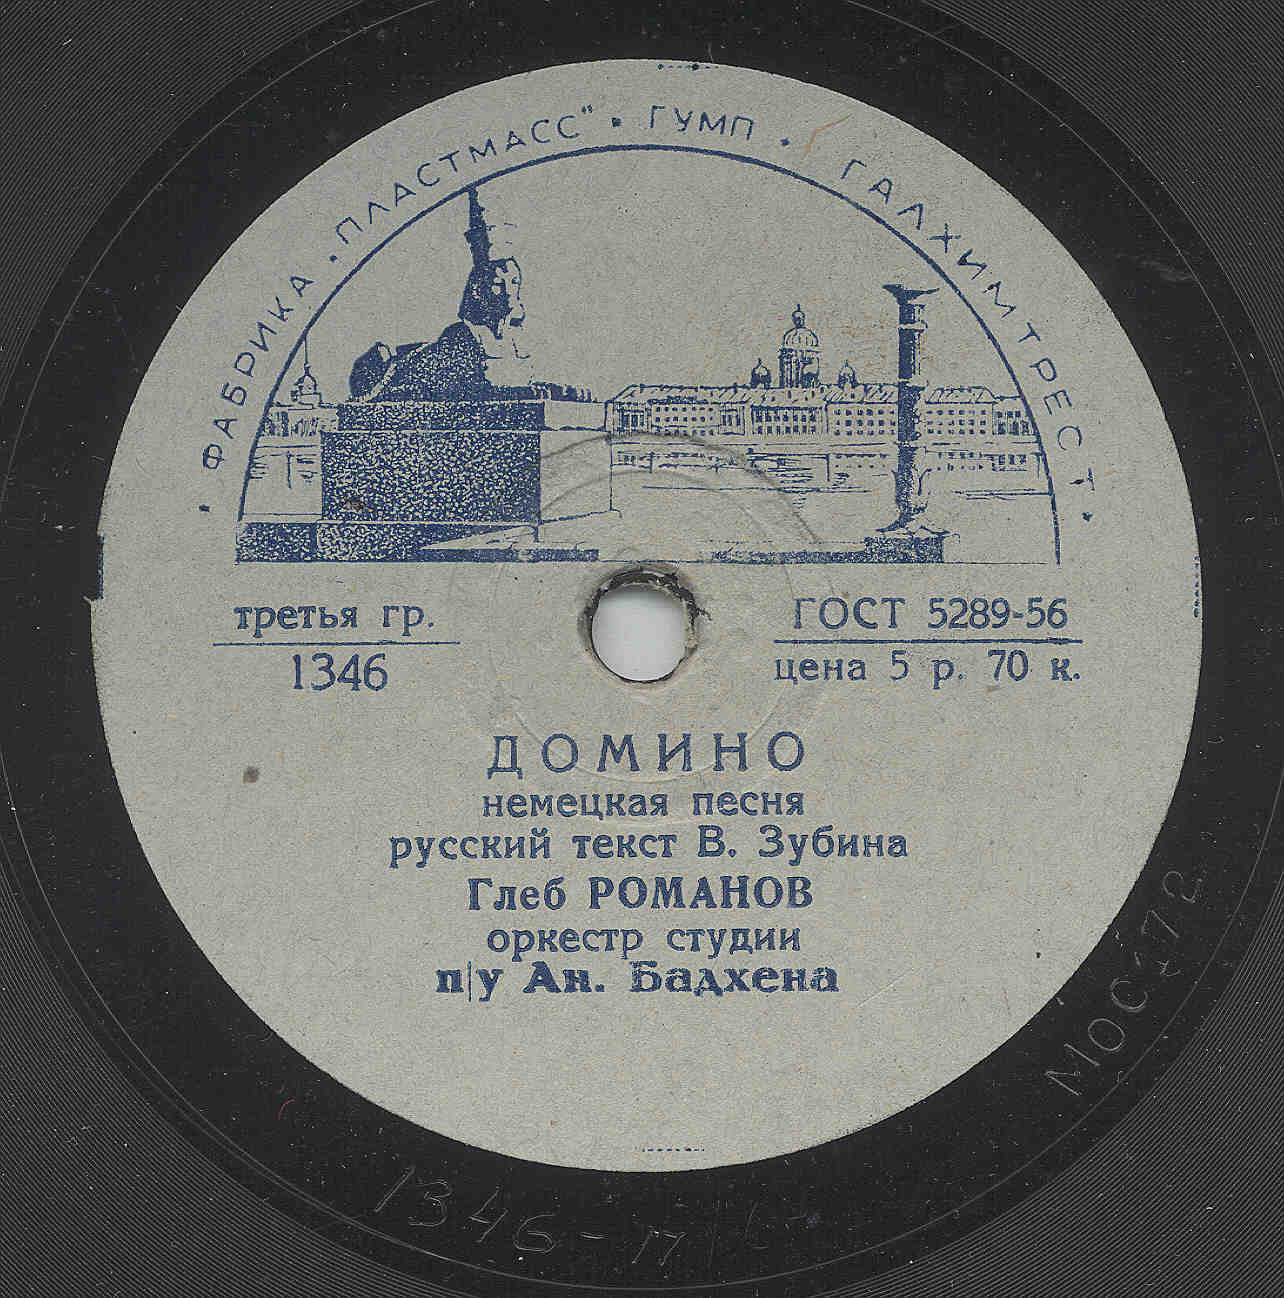 · ФАБРИКА · ПЛАСТМАСС" · ГУМП · ГААХИМТРЕСТ ·
третья гр.
1346
ГОСТ 5289-56
цена 5 р. 70 к.
ДОМИНО
немецкая песня
русский текст В. Зубина
Глеб РОМАНОВ
оркестр студии
п/у Ан. Бадхена
1346-п